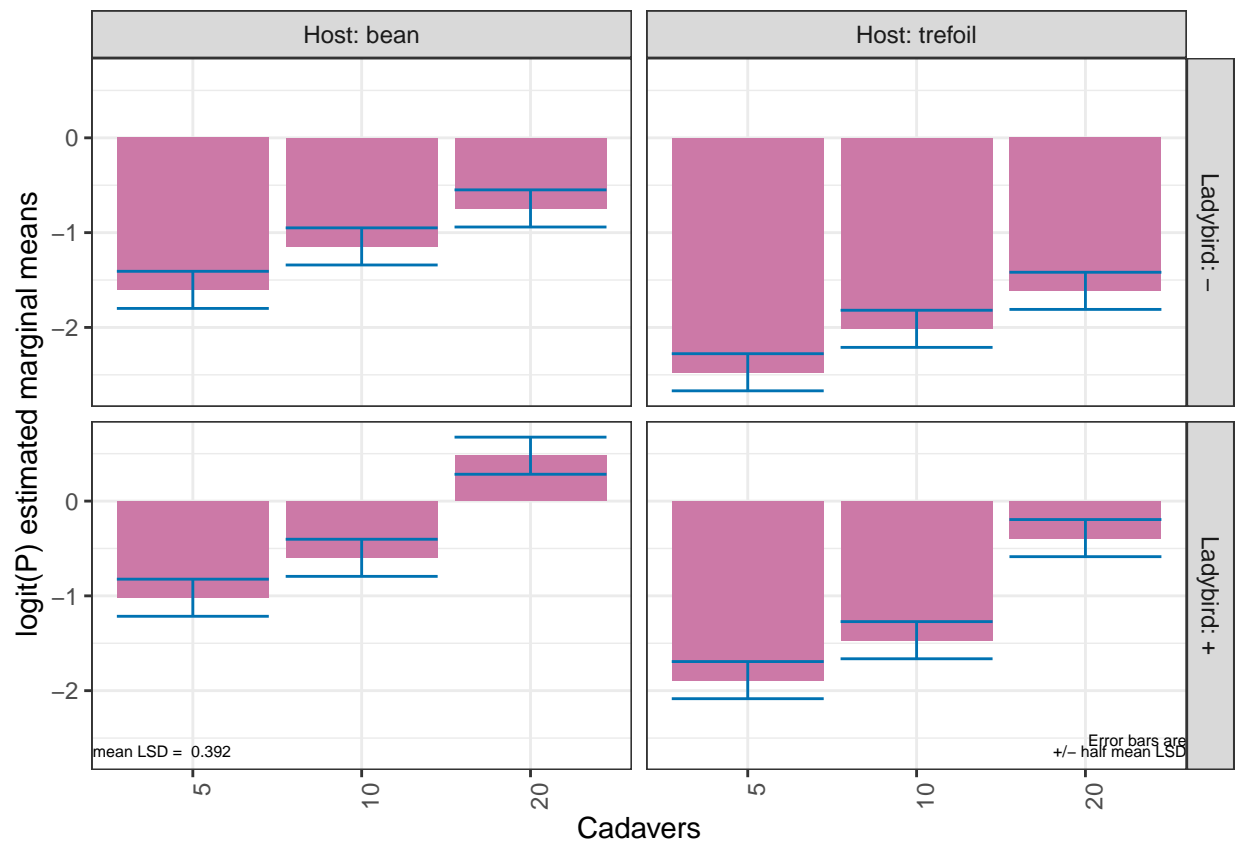 Host: bean
Host: trefoil
logit(P) estimated marginal means
0
−1
−2
Ladybird: −
0
−1
−2
Ladybird: +
mean LSD = 0.392
Error bars are
+/− half mean LSD
5
10
20
5
10
20
Cadavers